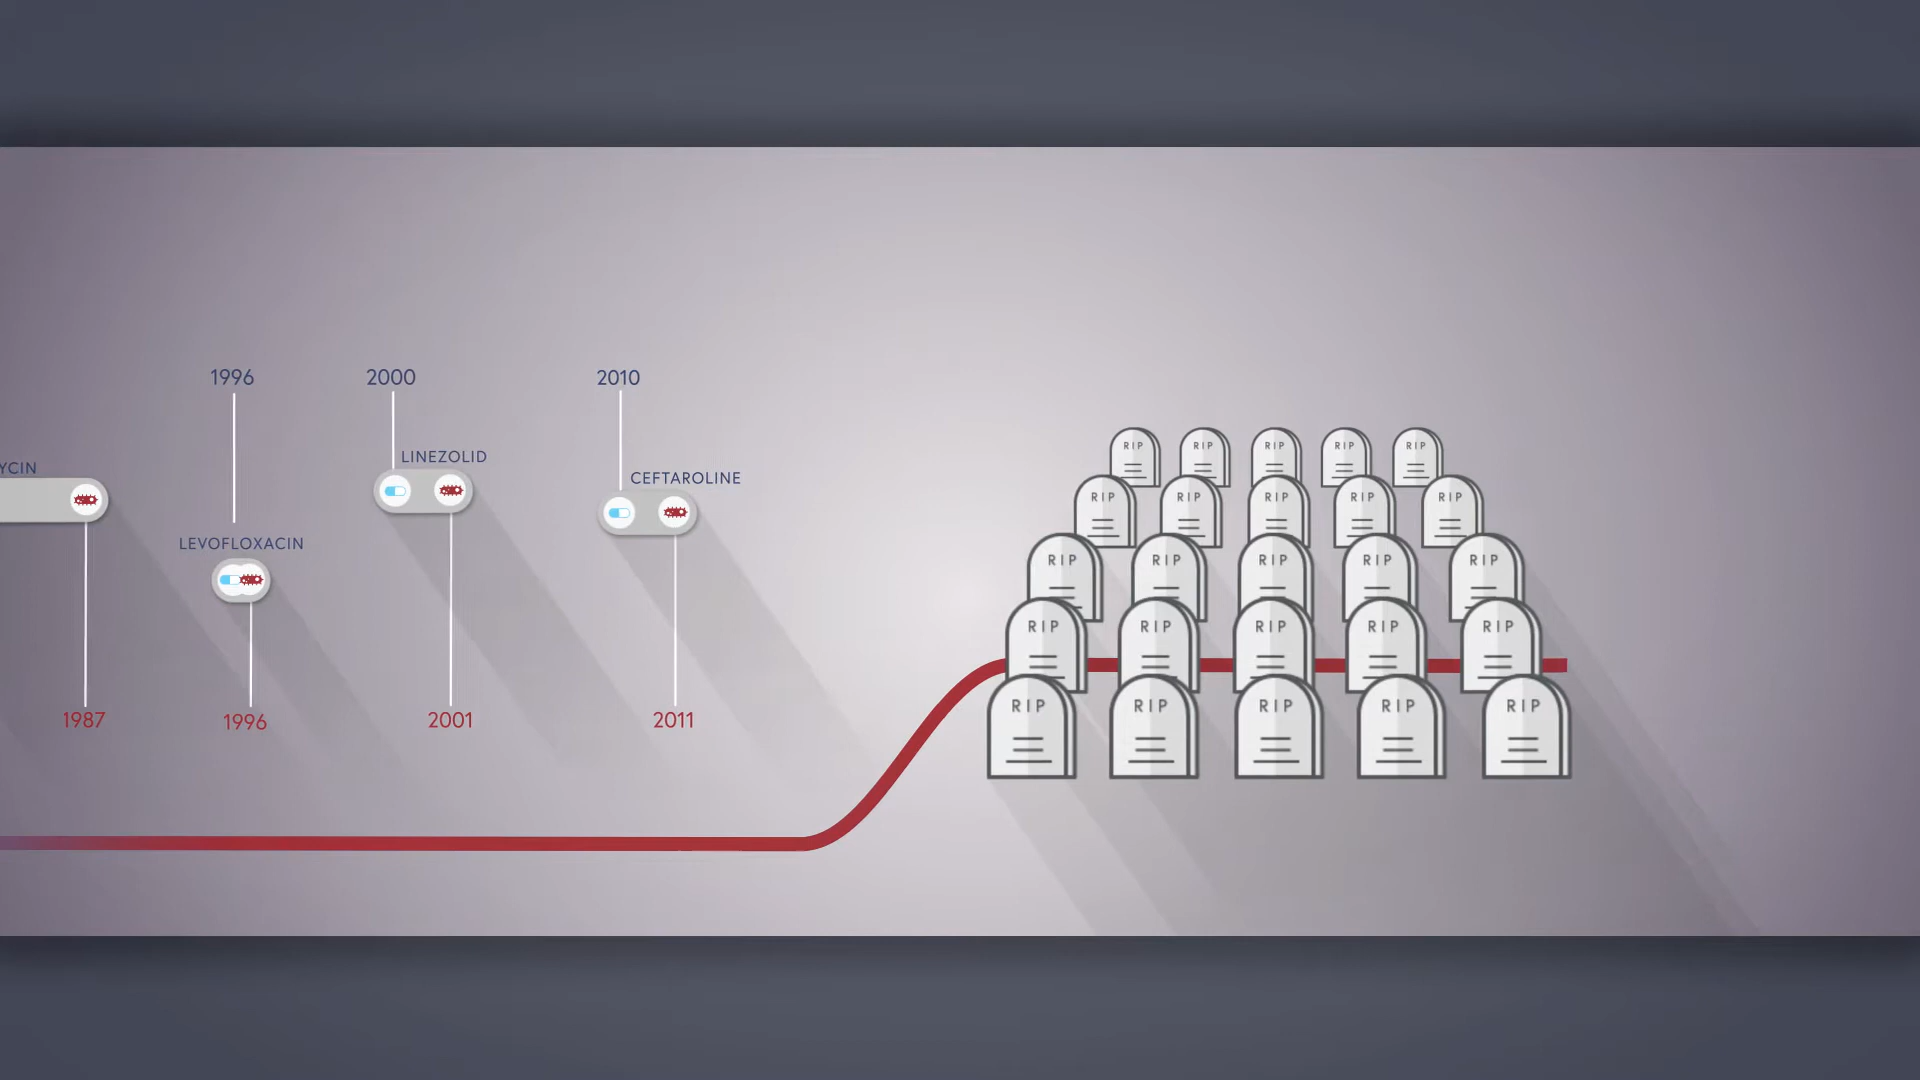 1996
2000
2010
LINEZOLID
YCIN
CEFTAROLINE
LEVOFLOXACIN
1987
1996
2001
2011
RIP RIP RIP RIP RIP
RIP RIP RIP RIP RIP
RIP RIP RIP RIP RIP
RIP RIP RIP RIP RIP
RIP RIP RIP RIP RIP